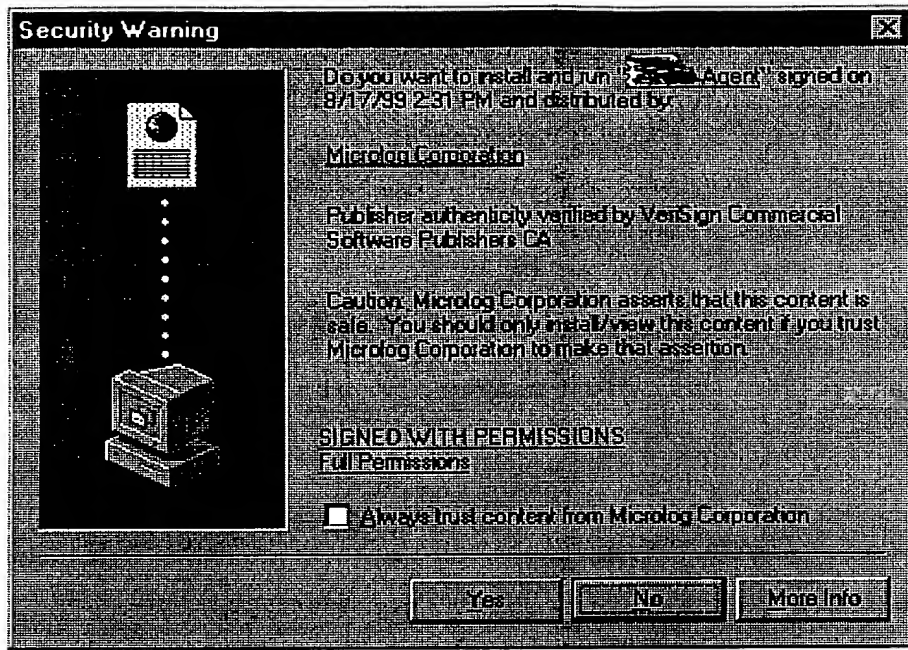 Security Warning
Do you want to install and run " Agent" signed on
8/17/99 2:31 PM and distributed by:
Microlog Corporation
Publisher authenticity verified by VeriSign Commercial
Software Publishers CA
Caution: Microlog Corporation asserts that this content is
safe. You should only install/view this content if you trust
Microlog Corporation to make that assertion.
SIGNED WITH PERMISSIONS
Full Permissions
Always trust content from Microlog Corporation
Yes No More Info